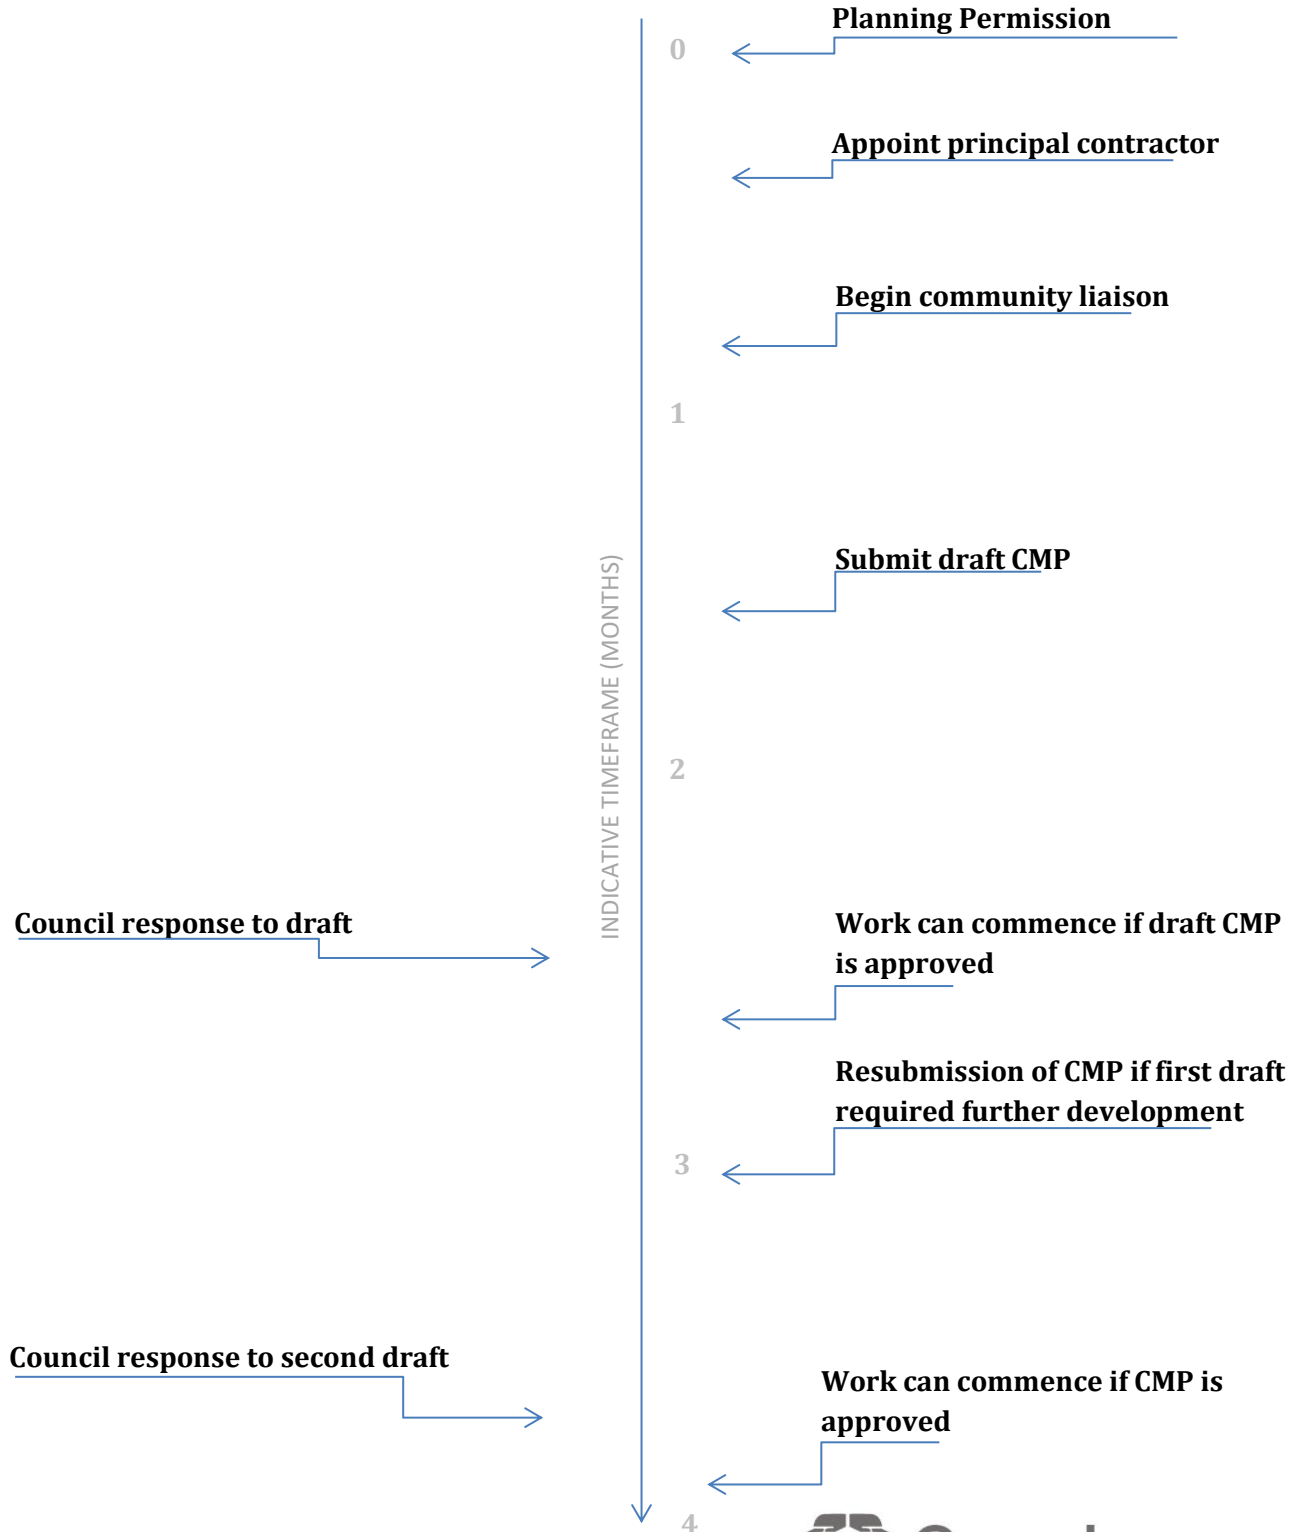 Planning Permission
0
Appoint principal contractor
Begin community liaison
1
Submit draft CMP
INDICATIVE TIMEFRAME (MONTHS)
2
Council response to draft
Work can commence if draft CMP
is approved
Resubmission of CMP if first draft
required further development
3
Council response to second draft
Work can commence if CMP is
approved
4